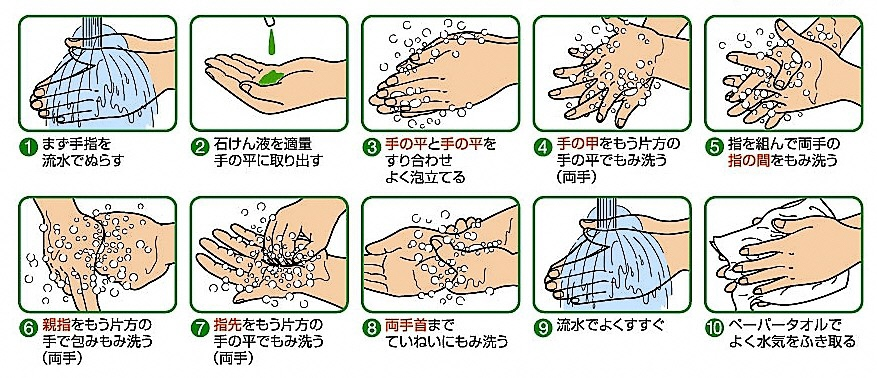 1 まず手指を
流水でぬらす
2 石けん液を適量
手の平に取り出す
3 手の平と手の平を
すり合わせ
よく泡立てる
4 手の甲をもう片方の
手の平でもみ洗う
(両手)
5 指を組んで両手の
指の間をもみ洗う
6 親指をもう片方の
手で包みもみ洗う
(両手)
7 指先をもう片方の
手の平でもみ洗う
(両手)
8 両手首まで
ていねいにもみ洗う
9 流水でよくすすぐ
10 ペーパータオルで
よく水気をふき取る